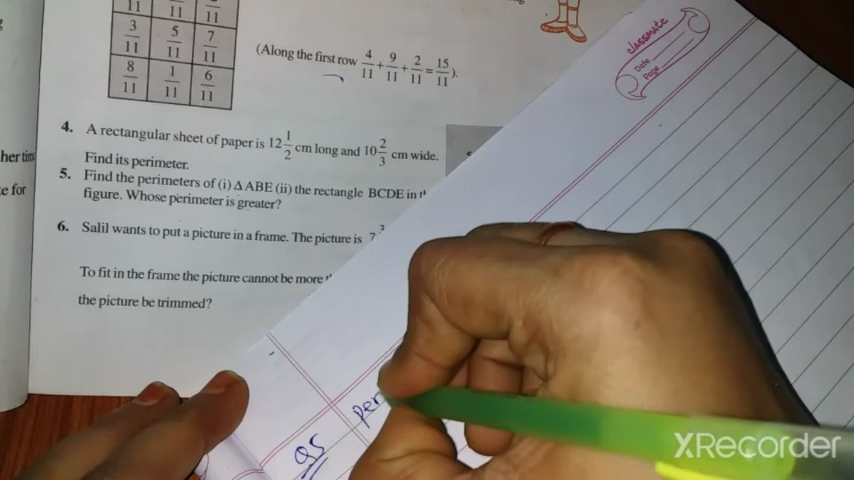 11 11 11
3/11 5/11 7/11
8/11 1/11 6/11
(Along the first row 4/11 + 9/11 + 2/11 = 15/11).
4. A rectangular sheet of paper is 12 1/2 cm long and 10 2/3 cm wide.
Find its perimeter.
5. Find the perimeters of (i) Δ ABE (ii) the rectangle BCDE in
figure. Whose perimeter is greater?
6. Salil wants to put a picture in a frame. The picture is 7 3
To fit in the frame the picture cannot be more
the picture be trimmed?
her
e for
classmate
Date
Page
Q5
per
XRecorder